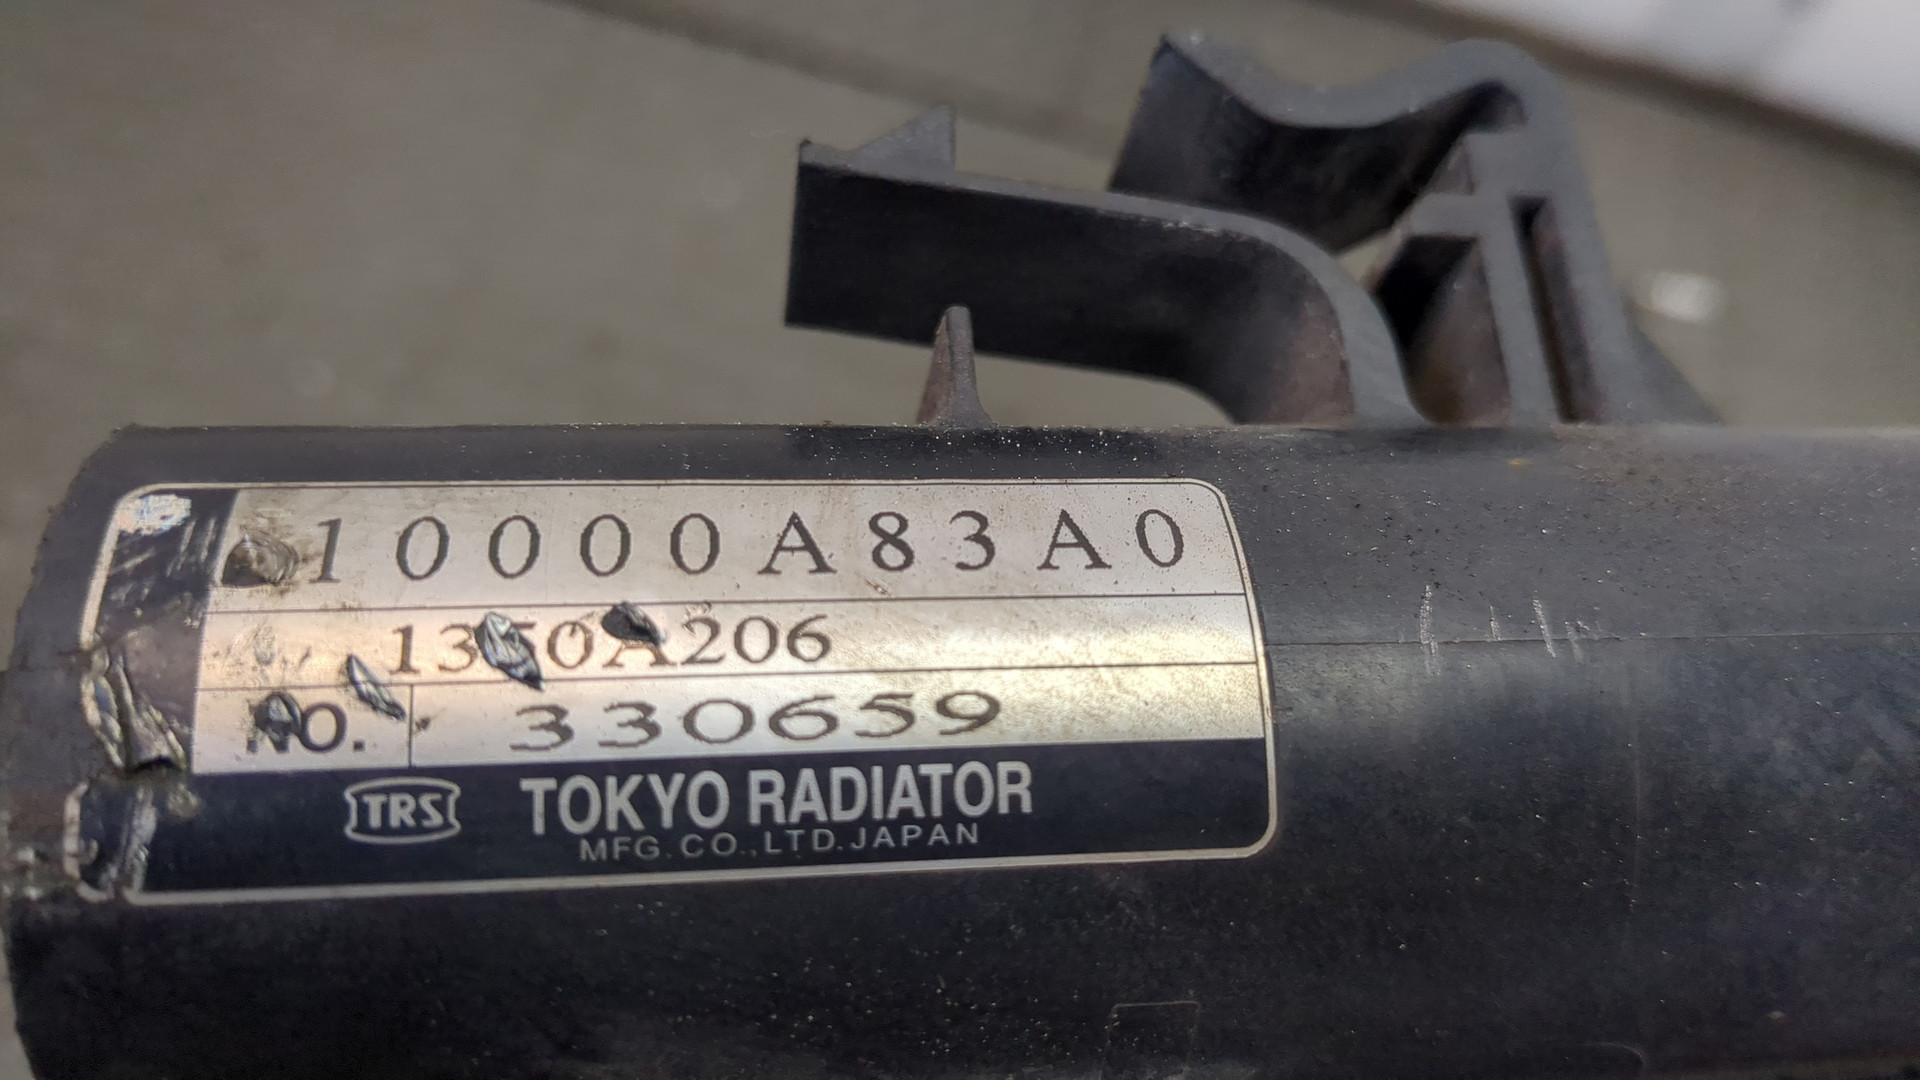 10000A83A0
1350A206
NO. 330659
TRS TOKYO RADIATOR
MFG.CO.,LTD.JAPAN